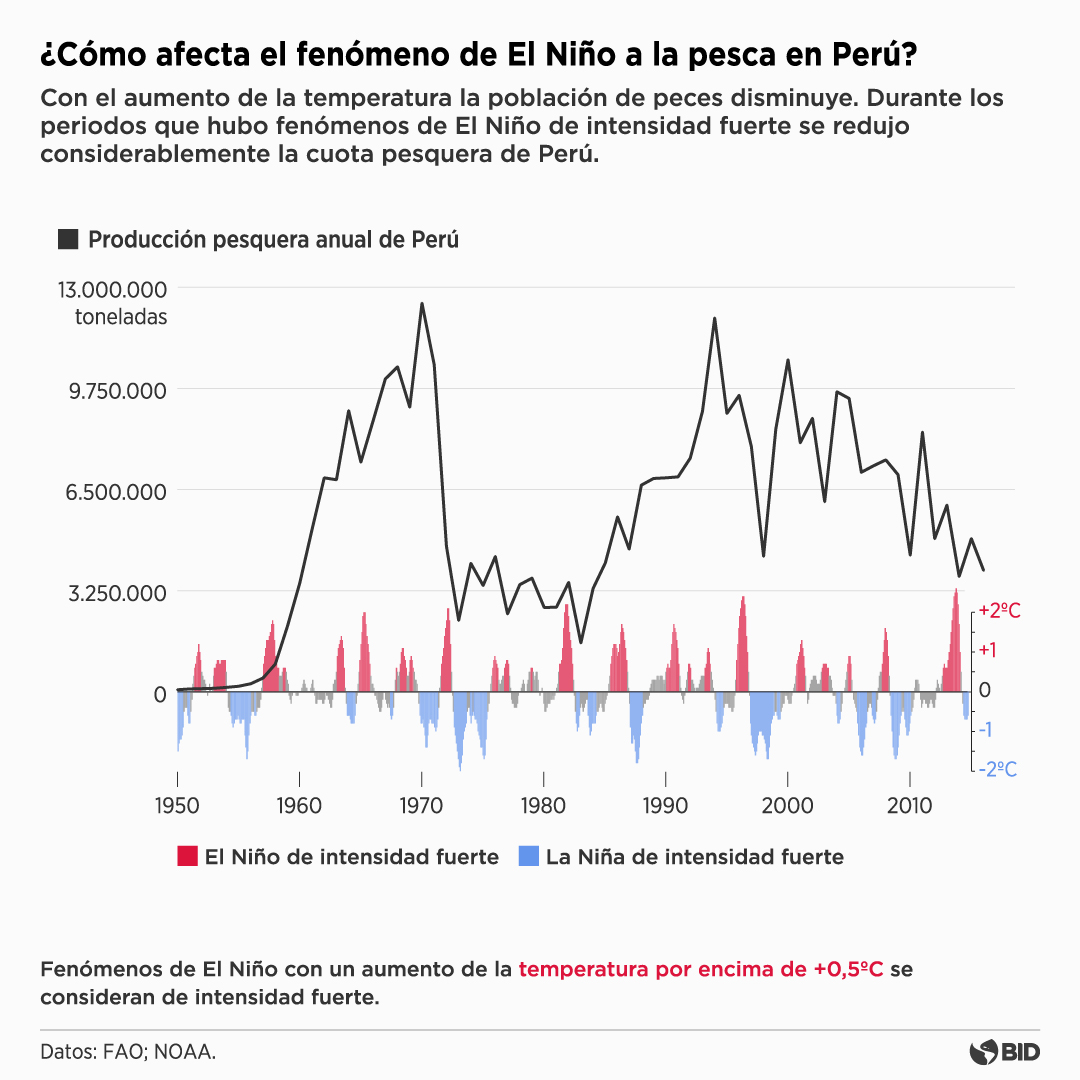 ¿Cómo afecta el fenómeno de El Niño a la pesca en Perú?
Con el aumento de la temperatura la población de peces disminuye. Durante los
periodos que hubo fenómenos de El Niño de intensidad fuerte se redujo
considerablemente la cuota pesquera de Perú.
Producción pesquera anual de Perú
13.000.000
toneladas
9.750.000
6.500.000
3.250.000
0
+2ºC
+1
0
-1
-2ºC
1950 1960 1970 1980 1990 2000 2010
El Niño de intensidad fuerte La Niña de intensidad fuerte
Fenómenos de El Niño con un aumento de la temperatura por encima de +0,5ºC se
consideran de intensidad fuerte.
Datos: FAO; NOAA.
BID